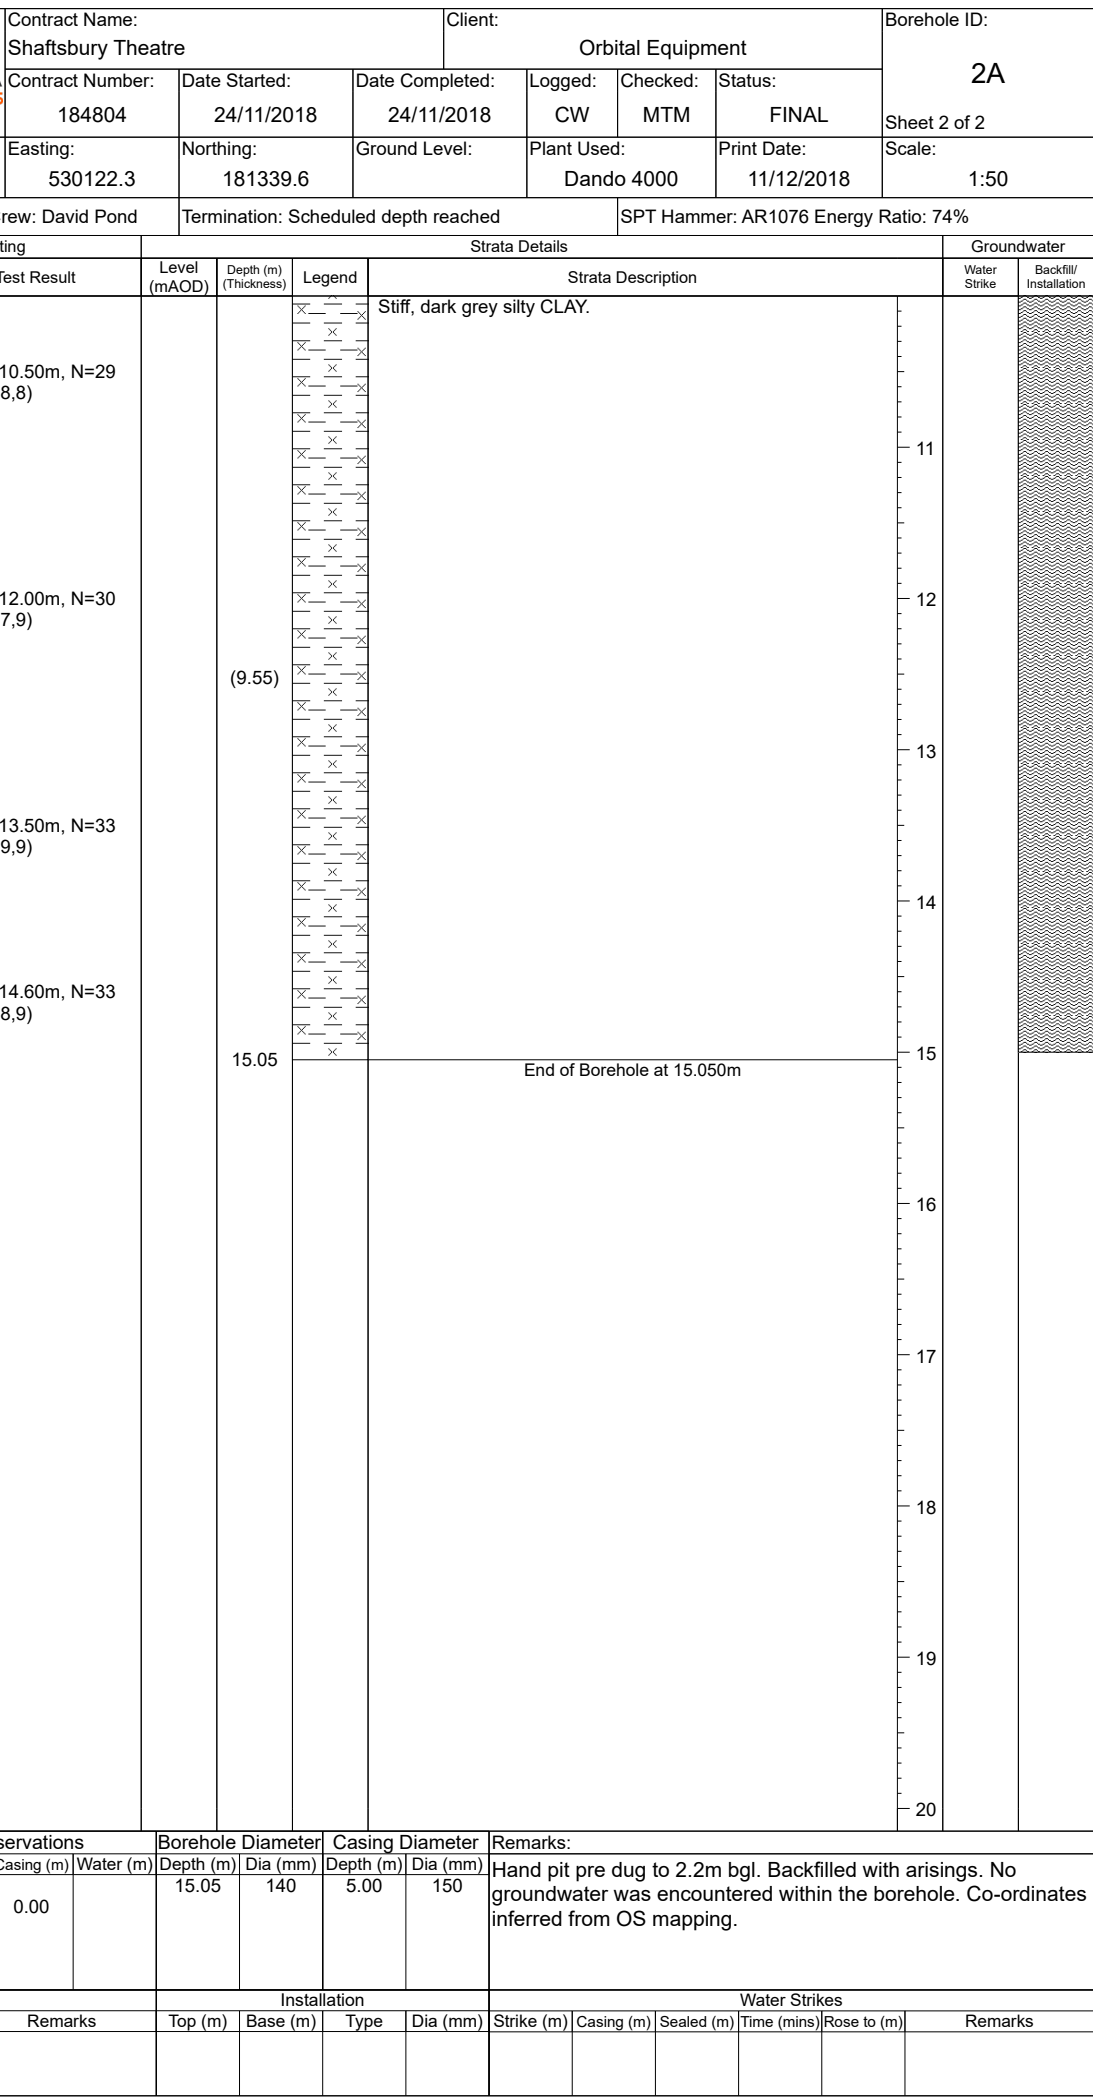 Contract Name: Client: Borehole ID:
Shaftsbury Theatre Orbital Equipment
2A
Contract Number: Date Started: Date Completed: Logged: Checked: Status:
184804 24/11/2018 24/11/2018 CW MTM FINAL
Sheet 2 of 2
Easting: Northing: Ground Level: Plant Used: Print Date: Scale:
530122.3 181339.6 Dando 4000 11/12/2018 1:50
rew: David Pond Termination: Scheduled depth reached SPT Hammer: AR1076 Energy Ratio: 74%
ting Strata Details Groundwater
Test Result Level (mAOD) Depth (m) (Thickness) Legend Strata Description Water Strike Backfill/ Installation
Stiff, dark grey silty CLAY.
10.50m, N=29
8,8)
11
12.00m, N=30
7,9)
12
(9.55)
13
13.50m, N=33
9,9)
14
14.60m, N=33
8,9)
15
15.05
End of Borehole at 15.050m
16
17
18
19
20
servations Borehole Diameter Casing Diameter Remarks:
Casing (m) Water (m) Depth (m) Dia (mm) Depth (m) Dia (mm)
0.00 15.05 140 5.00 150
Hand pit pre dug to 2.2m bgl. Backfilled with arisings. No
groundwater was encountered within the borehole. Co-ordinates
inferred from OS mapping.
Installation Water Strikes
Remarks Top (m) Base (m) Type Dia (mm) Strike (m) Casing (m) Sealed (m) Time (mins) Rose to (m) Remarks